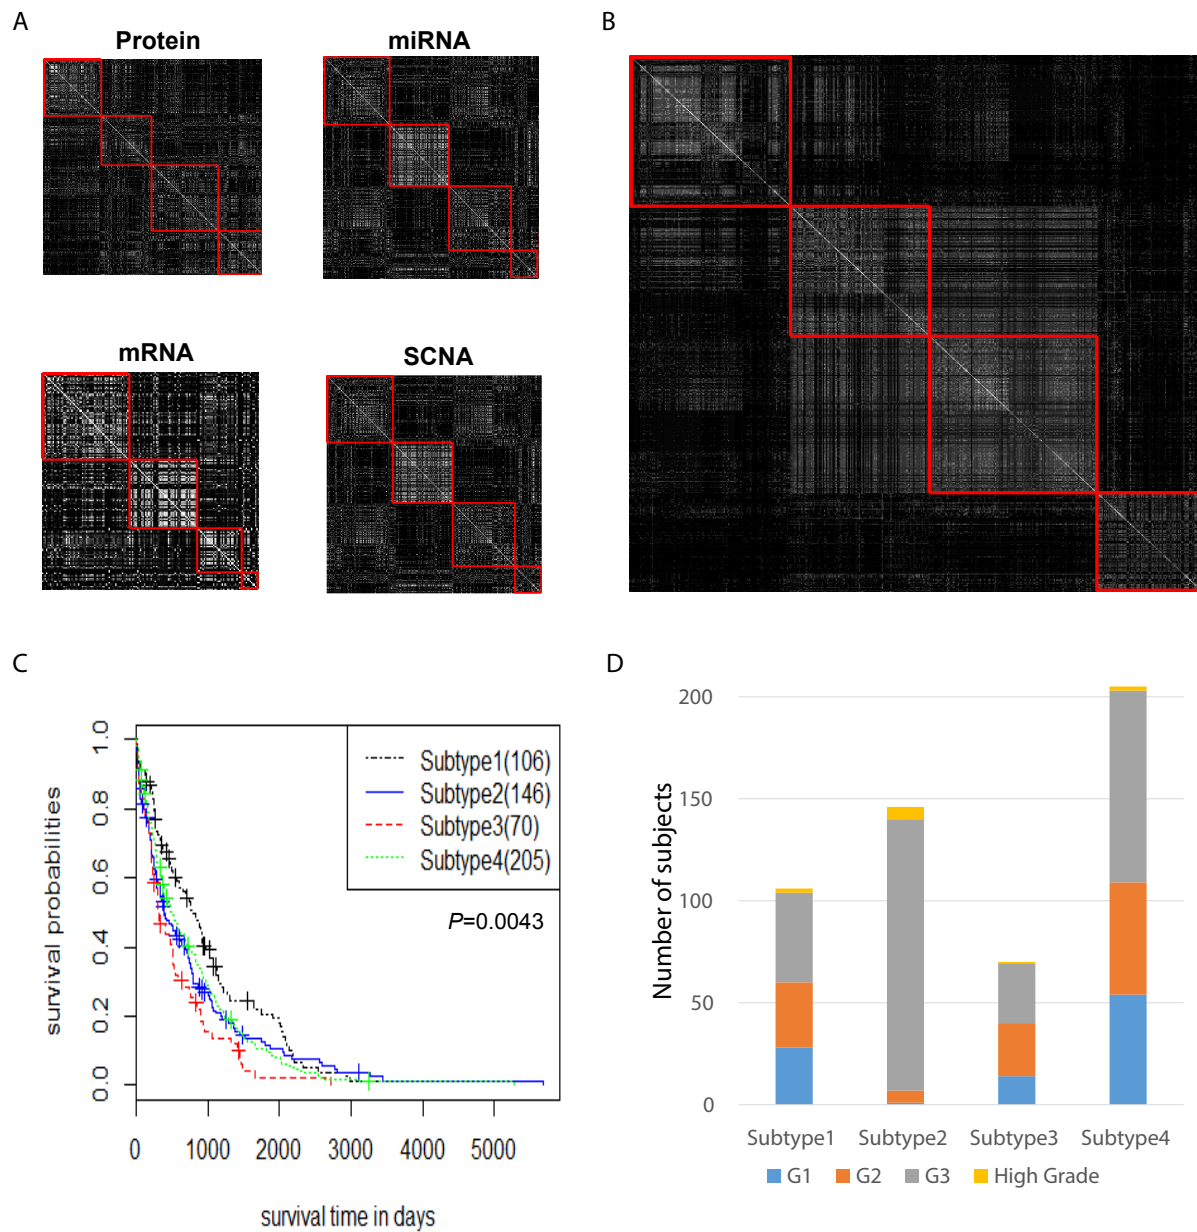 A
B
Protein
miRNA
mRNA
SCNA
C
D
survival probabilities
1.0
0.8
0.6
0.4
0.2
0.0
Subtype1(106)
Subtype2(146)
Subtype3(70)
Subtype4(205)
P=0.0043
0 1000 2000 3000 4000 5000
survival time in days
Number of subjects
200
150
100
50
0
Subtype1 Subtype2 Subtype3 Subtype4
G1 G2 G3 High Grade